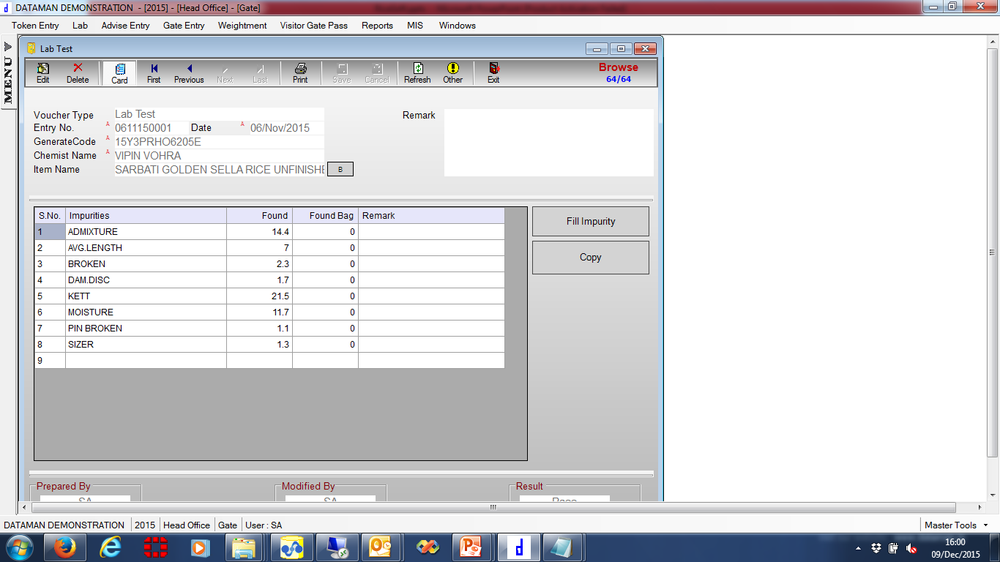 DATAMAN DEMONSTRATION - [2015] - [Head Office] - [Gate]
Token Entry Lab Advise Entry Gate Entry Weightment Visitor Gate Pass Reports MIS Windows
MENU
Lab Test
Edit Delete Card First Previous Next Last Print Save Cancel Refresh Other Exit
Browse
64/64
Voucher Type Lab Test Remark
Entry No. 0611150001 Date 06/Nov/2015
GenerateCode 15Y3PRHO6205E
Chemist Name VIPIN VOHRA
Item Name SARBATI GOLDEN SELLA RICE UNFINISHE B
S.No. Impurities Found Found Bag Remark
1 ADMIXTURE 14.4 0
2 AVG.LENGTH 7 0
3 BROKEN 2.3 0
4 DAM.DISC 1.7 0
5 KETT 21.5 0
6 MOISTURE 11.7 0
7 PIN BROKEN 1.1 0
8 SIZER 1.3 0
9
Fill Impurity
Copy
Prepared By Modified By Result
SA SA Pass
DATAMAN DEMONSTRATION 2015 Head Office Gate User : SA Master Tools
16:00
09/Dec/2015